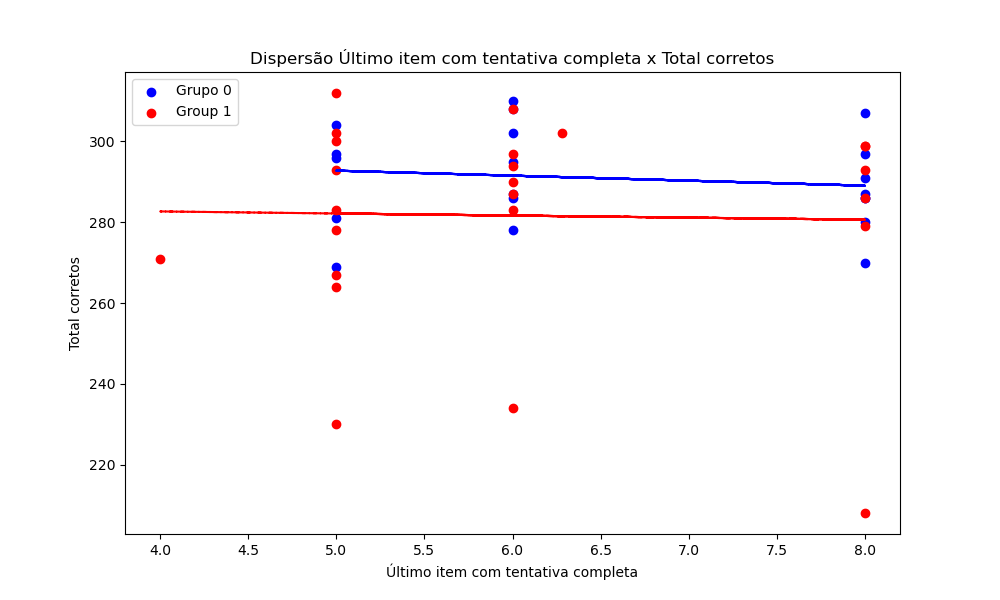 Dispersão Último item com tentativa completa x Total corretos
Grupo 0
Group 1
Total corretos
300
280
260
240
220
4.0 4.5 5.0 5.5 6.0 6.5 7.0 7.5 8.0
Último item com tentativa completa